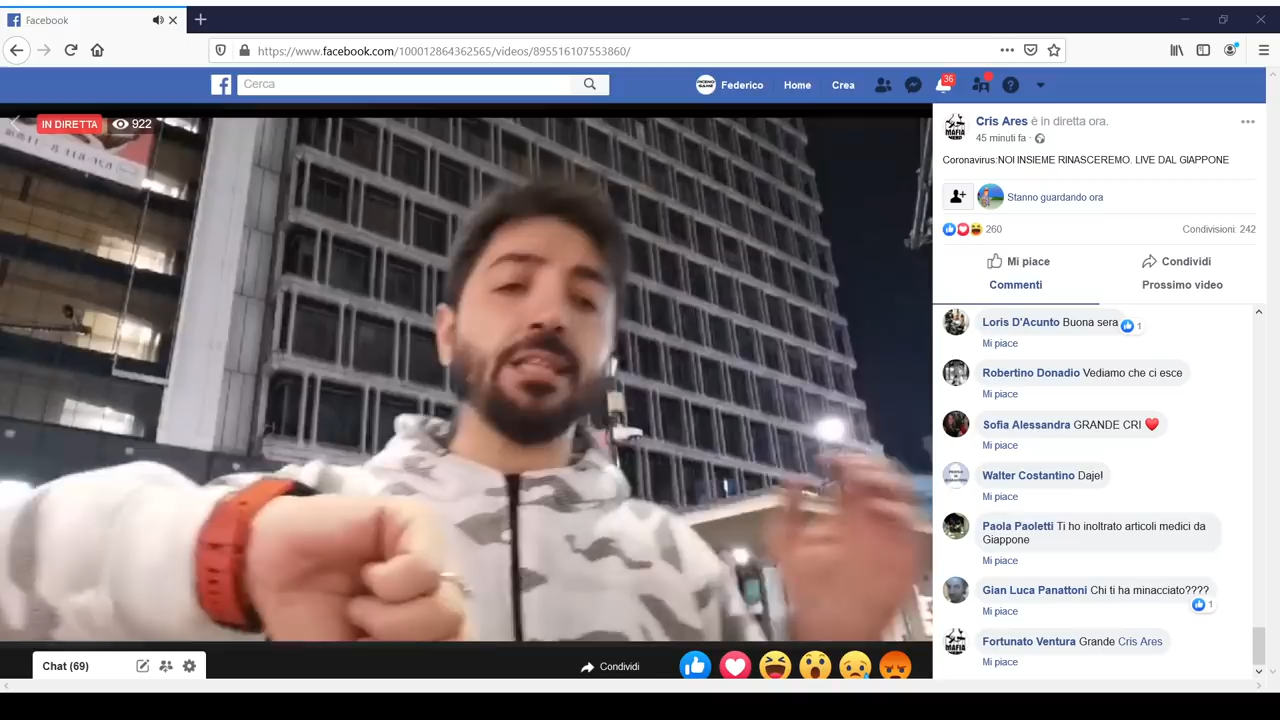 Facebook
https://www.facebook.com/100012864362565/videos/895516107553860/
Cerca
Federico
Home
Crea
36
IN DIRETTA
922
Cris Ares è in diretta ora.
45 minuti fa ·
Coronavirus:NOI INSIEME RINASCEREMO. LIVE DAL GIAPPONE
Stanno guardando ora
260
Condivisioni: 242
Mi piace
Condividi
Commenti
Prossimo video
Loris D'Acunto Buona sera
1
Mi piace
Robertino Donadio Vediamo che ci esce
Mi piace
Sofia Alessandra GRANDE CRI ❤
Mi piace
Walter Costantino Daje!
Mi piace
Paola Paoletti Ti ho inoltrato articoli medici da
Giappone
Mi piace
Gian Luca Panattoni Chi ti ha minacciato????
1
Mi piace
MAFIA
Fortunato Ventura Grande Cris Ares
Mi piace
Chat (69)
Condividi